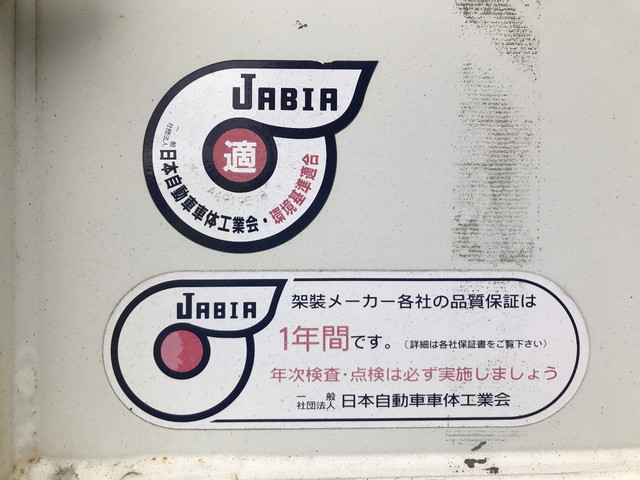 JABIA
適
一般社団法人 日本自動車車体工業会・環境基準適合
JABIA
架装メーカー各社の品質保証は
1年間です。（詳細は各社保証書をご覧下さい）
年次検査・点検は必ず実施しましょう
一般社団法人 日本自動車車体工業会